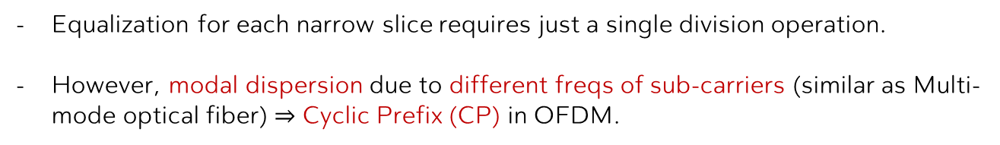 - Equalization for each narrow slice requires just a single division operation.
- However, modal dispersion due to different freqs of sub-carriers (similar as Multi-
mode optical fiber) ⇒ Cyclic Prefix (CP) in OFDM.